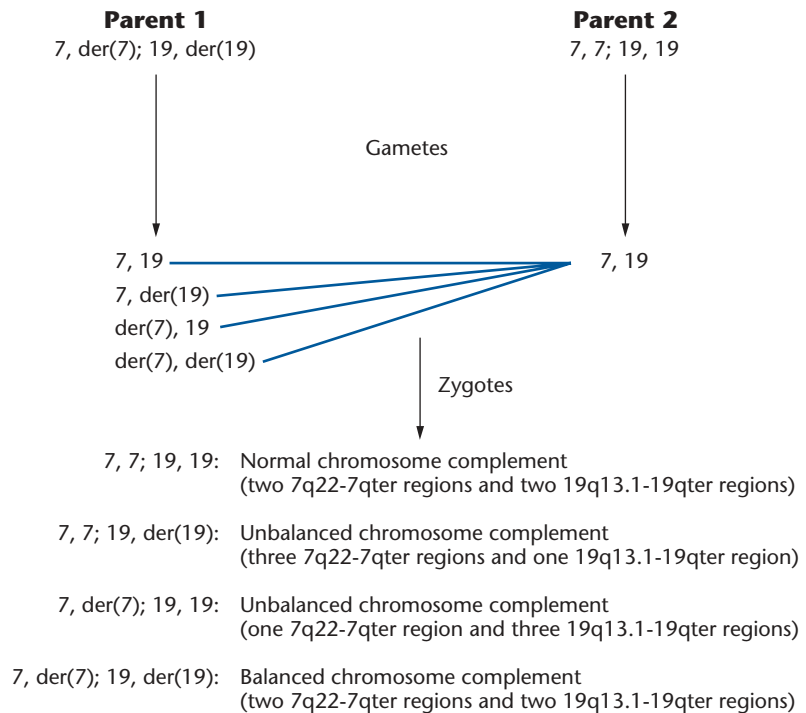 Parent 1
7, der(7); 19, der(19)
Parent 2
7, 7; 19, 19
Gametes
7, 19
7, 19
7, der(19)
der(7), 19
der(7), der(19)
Zygotes
7, 7; 19, 19: Normal chromosome complement
(two 7q22-7qter regions and two 19q13.1-19qter regions)
7, 7; 19, der(19): Unbalanced chromosome complement
(three 7q22-7qter regions and one 19q13.1-19qter region)
7, der(7); 19, 19: Unbalanced chromosome complement
(one 7q22-7qter region and three 19q13.1-19qter regions)
7, der(7); 19, der(19): Balanced chromosome complement
(two 7q22-7qter regions and two 19q13.1-19qter regions)